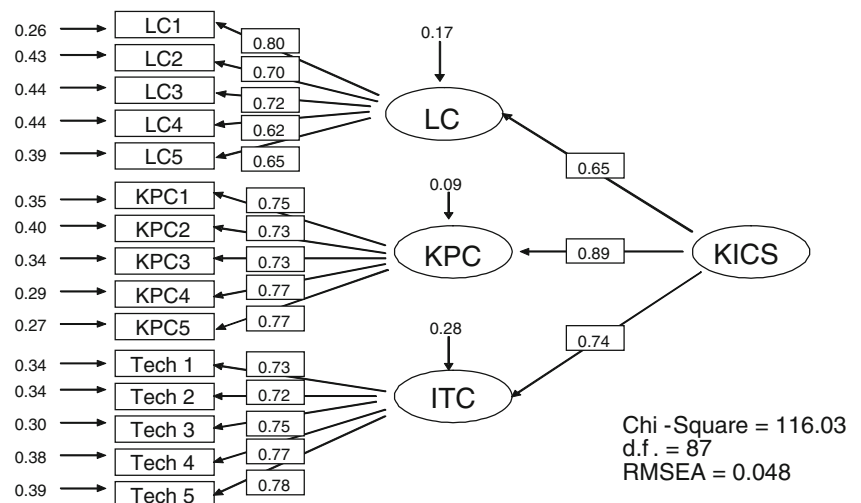 0.26 LC1 0.80 0.17
0.43 LC2 0.70
0.44 LC3 0.72 LC
0.44 LC4 0.62
0.39 LC5 0.65 0.65
0.35 KPC1 0.75 0.09
0.40 KPC2 0.73
0.34 KPC3 0.73 KPC 0.89 KICS
0.29 KPC4 0.77
0.27 KPC5 0.77
0.34 Tech 1 0.73 0.28 0.74
0.34 Tech 2 0.72 ITC
0.30 Tech 3 0.75
0.38 Tech 4 0.77
0.39 Tech 5 0.78
Chi -Square = 116.03
d.f. = 87
RMSEA = 0.048